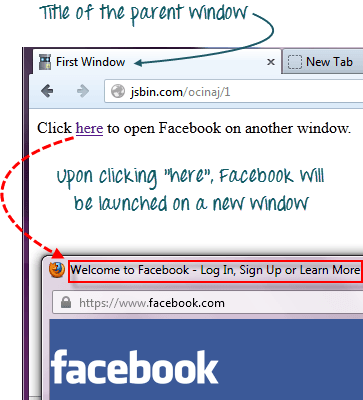 Title of the parent window
First Window
New Tab
jsbin.com/ocinaj/1
Click here to open Facebook on another window.
Upon clicking "here", Facebook will
be launched on a new window
Welcome to Facebook - Log In, Sign Up or Learn More
https://www.facebook.com
facebook